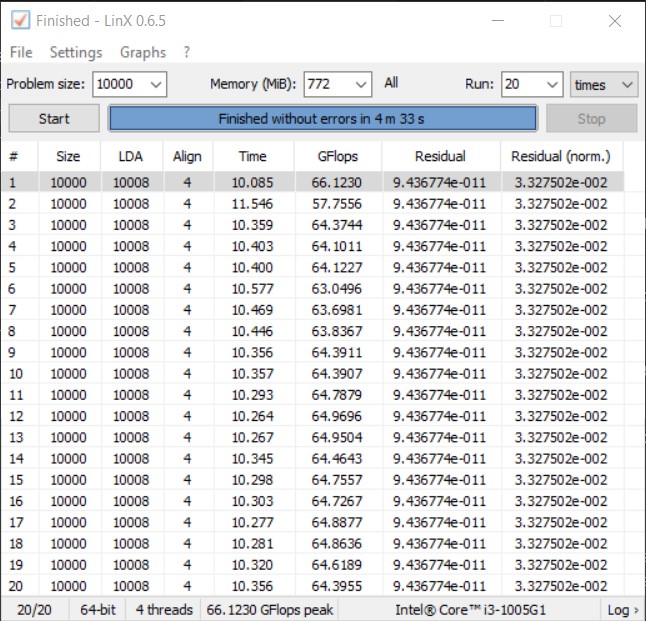 Finished - LinX 0.6.5
File Settings Graphs ?
Problem size: 10000 Memory (MiB): 772 All Run: 20 times
Start Finished without errors in 4 m 33 s Stop
# Size LDA Align Time GFlops Residual Residual (norm.)
1 10000 10008 4 10.085 66.1230 9.436774e-011 3.327502e-002
2 10000 10008 4 11.546 57.7556 9.436774e-011 3.327502e-002
3 10000 10008 4 10.359 64.3744 9.436774e-011 3.327502e-002
4 10000 10008 4 10.403 64.1011 9.436774e-011 3.327502e-002
5 10000 10008 4 10.400 64.1227 9.436774e-011 3.327502e-002
6 10000 10008 4 10.577 63.0496 9.436774e-011 3.327502e-002
7 10000 10008 4 10.469 63.6981 9.436774e-011 3.327502e-002
8 10000 10008 4 10.446 63.8367 9.436774e-011 3.327502e-002
9 10000 10008 4 10.356 64.3911 9.436774e-011 3.327502e-002
10 10000 10008 4 10.357 64.3907 9.436774e-011 3.327502e-002
11 10000 10008 4 10.293 64.7879 9.436774e-011 3.327502e-002
12 10000 10008 4 10.264 64.9696 9.436774e-011 3.327502e-002
13 10000 10008 4 10.267 64.9504 9.436774e-011 3.327502e-002
14 10000 10008 4 10.345 64.4643 9.436774e-011 3.327502e-002
15 10000 10008 4 10.298 64.7557 9.436774e-011 3.327502e-002
16 10000 10008 4 10.303 64.7267 9.436774e-011 3.327502e-002
17 10000 10008 4 10.277 64.8877 9.436774e-011 3.327502e-002
18 10000 10008 4 10.281 64.8636 9.436774e-011 3.327502e-002
19 10000 10008 4 10.320 64.6189 9.436774e-011 3.327502e-002
20 10000 10008 4 10.356 64.3955 9.436774e-011 3.327502e-002
20/20 64-bit 4 threads 66.1230 GFlops peak Intel® Core™ i3-1005G1 Log ›